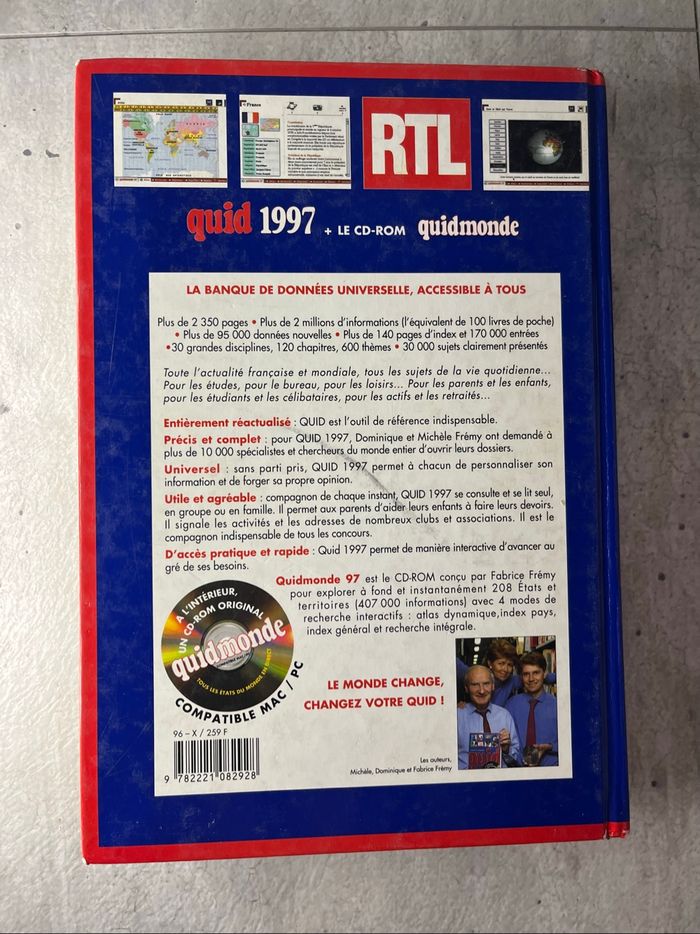 France
RTL
quid 1997 + LE CD-ROM quidmonde
LA BANQUE DE DONNÉES UNIVERSELLE, ACCESSIBLE À TOUS
Plus de 2 350 pages • Plus de 2 millions d'informations (l'équivalent de 100 livres de poche)
• Plus de 95 000 données nouvelles • Plus de 140 pages d'index et 170 000 entrées
•30 grandes disciplines, 120 chapitres, 600 thèmes • 30 000 sujets clairement présentés
Toute l'actualité française et mondiale, tous les sujets de la vie quotidienne...
Pour les études, pour le bureau, pour les loisirs... Pour les parents et les enfants,
pour les étudiants et les célibataires, pour les actifs et les retraités...
Entièrement réactualisé : QUID est l'outil de référence indispensable.
Précis et complet : pour QUID 1997, Dominique et Michèle Frémy ont demandé à
plus de 10 000 spécialistes et chercheurs du monde entier d'ouvrir leurs dossiers.
Universel : sans parti pris, QUID 1997 permet à chacun de personnaliser son
information et de forger sa propre opinion.
Utile et agréable : compagnon de chaque instant, QUID 1997 se consulte et se lit seul,
en groupe ou en famille. Il permet aux parents d'aider leurs enfants à faire leurs devoirs.
Il signale les activités et les adresses de nombreux clubs et associations. Il est le
compagnon indispensable de tous les concours.
D'accès pratique et rapide : Quid 1997 permet de manière interactive d'avancer au
gré de ses besoins.
Quidmonde 97 est le CD-ROM conçu par Fabrice Frémy
pour explorer à fond et instantanément 208 États et
territoires (407 000 informations) avec 4 modes de
recherche interactifs : atlas dynamique,index pays,
index général et recherche intégrale.
A L'INTÉRIEUR,
UN CD-ROM ORIGINAL
quidmonde
TOUS LES ÉTATS DU MONDE EN DIRECT
COMPATIBLE MAC / PC
LE MONDE CHANGE,
CHANGEZ VOTRE QUID !
96 – X / 259 F
9 782221 082928
Les auteurs,
Michèle, Dominique et Fabrice Frémy